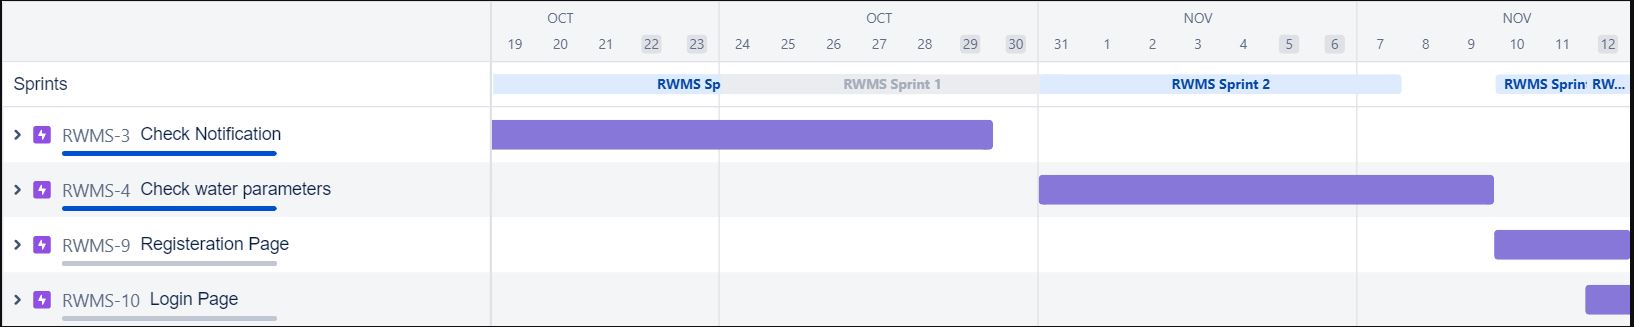 OCT OCT NOV NOV
19 20 21 22 23 24 25 26 27 28 29 30 31 1 2 3 4 5 6 7 8 9 10 11 12
Sprints RWMS Sp RWMS Sprint 1 RWMS Sprint 2 RWMS Sprin RW...
RWMS-3 Check Notification
RWMS-4 Check water parameters
RWMS-9 Registeration Page
RWMS-10 Login Page